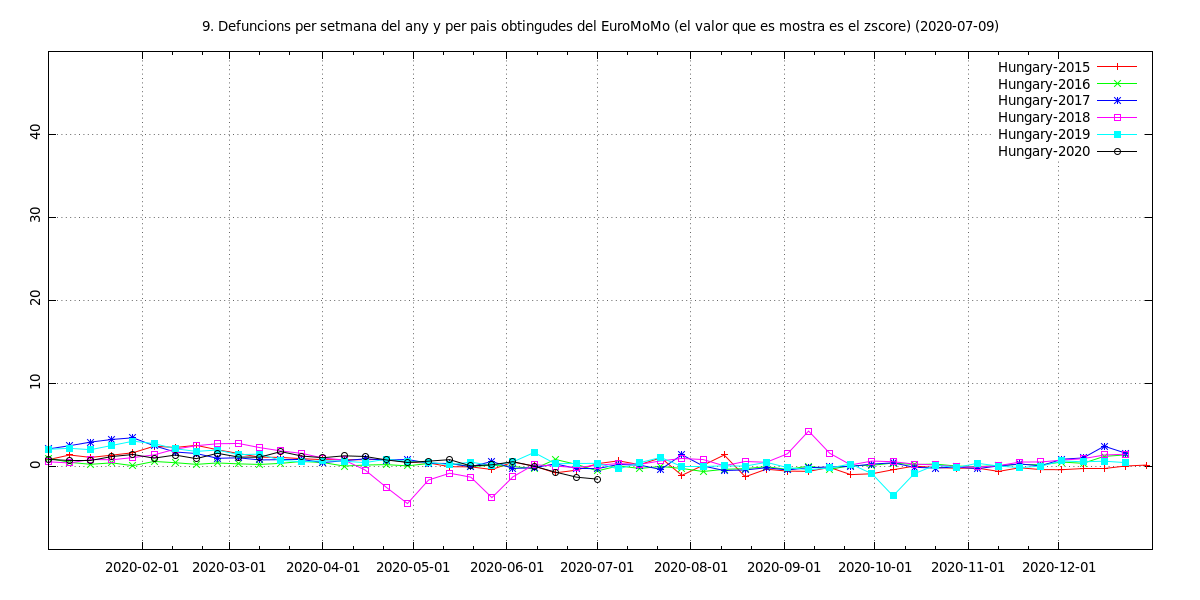 9. Defuncions per setmana del any y per pais obtingudes del EuroMoMo (el valor que es mostra es el zscore) (2020-07-09)
Hungary-2015
Hungary-2016
Hungary-2017
Hungary-2018
Hungary-2019
Hungary-2020
40
30
20
10
0
2020-02-01 2020-03-01 2020-04-01 2020-05-01 2020-06-01 2020-07-01 2020-08-01 2020-09-01 2020-10-01 2020-11-01 2020-12-01